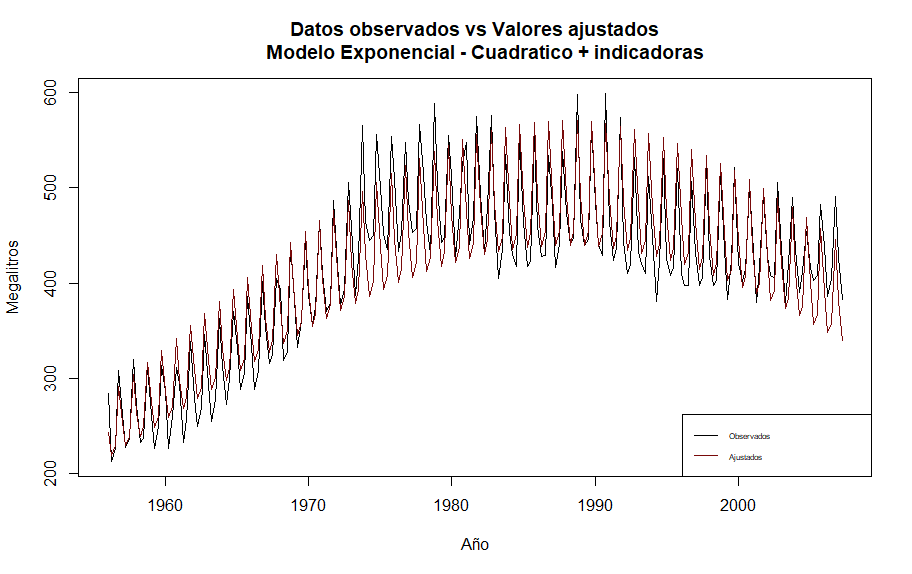 Datos observados vs Valores ajustados
Modelo Exponencial - Cuadratico + indicadoras
Megalitros
600
500
400
300
200
Observados
Ajustados
1960 1970 1980 1990 2000
Año